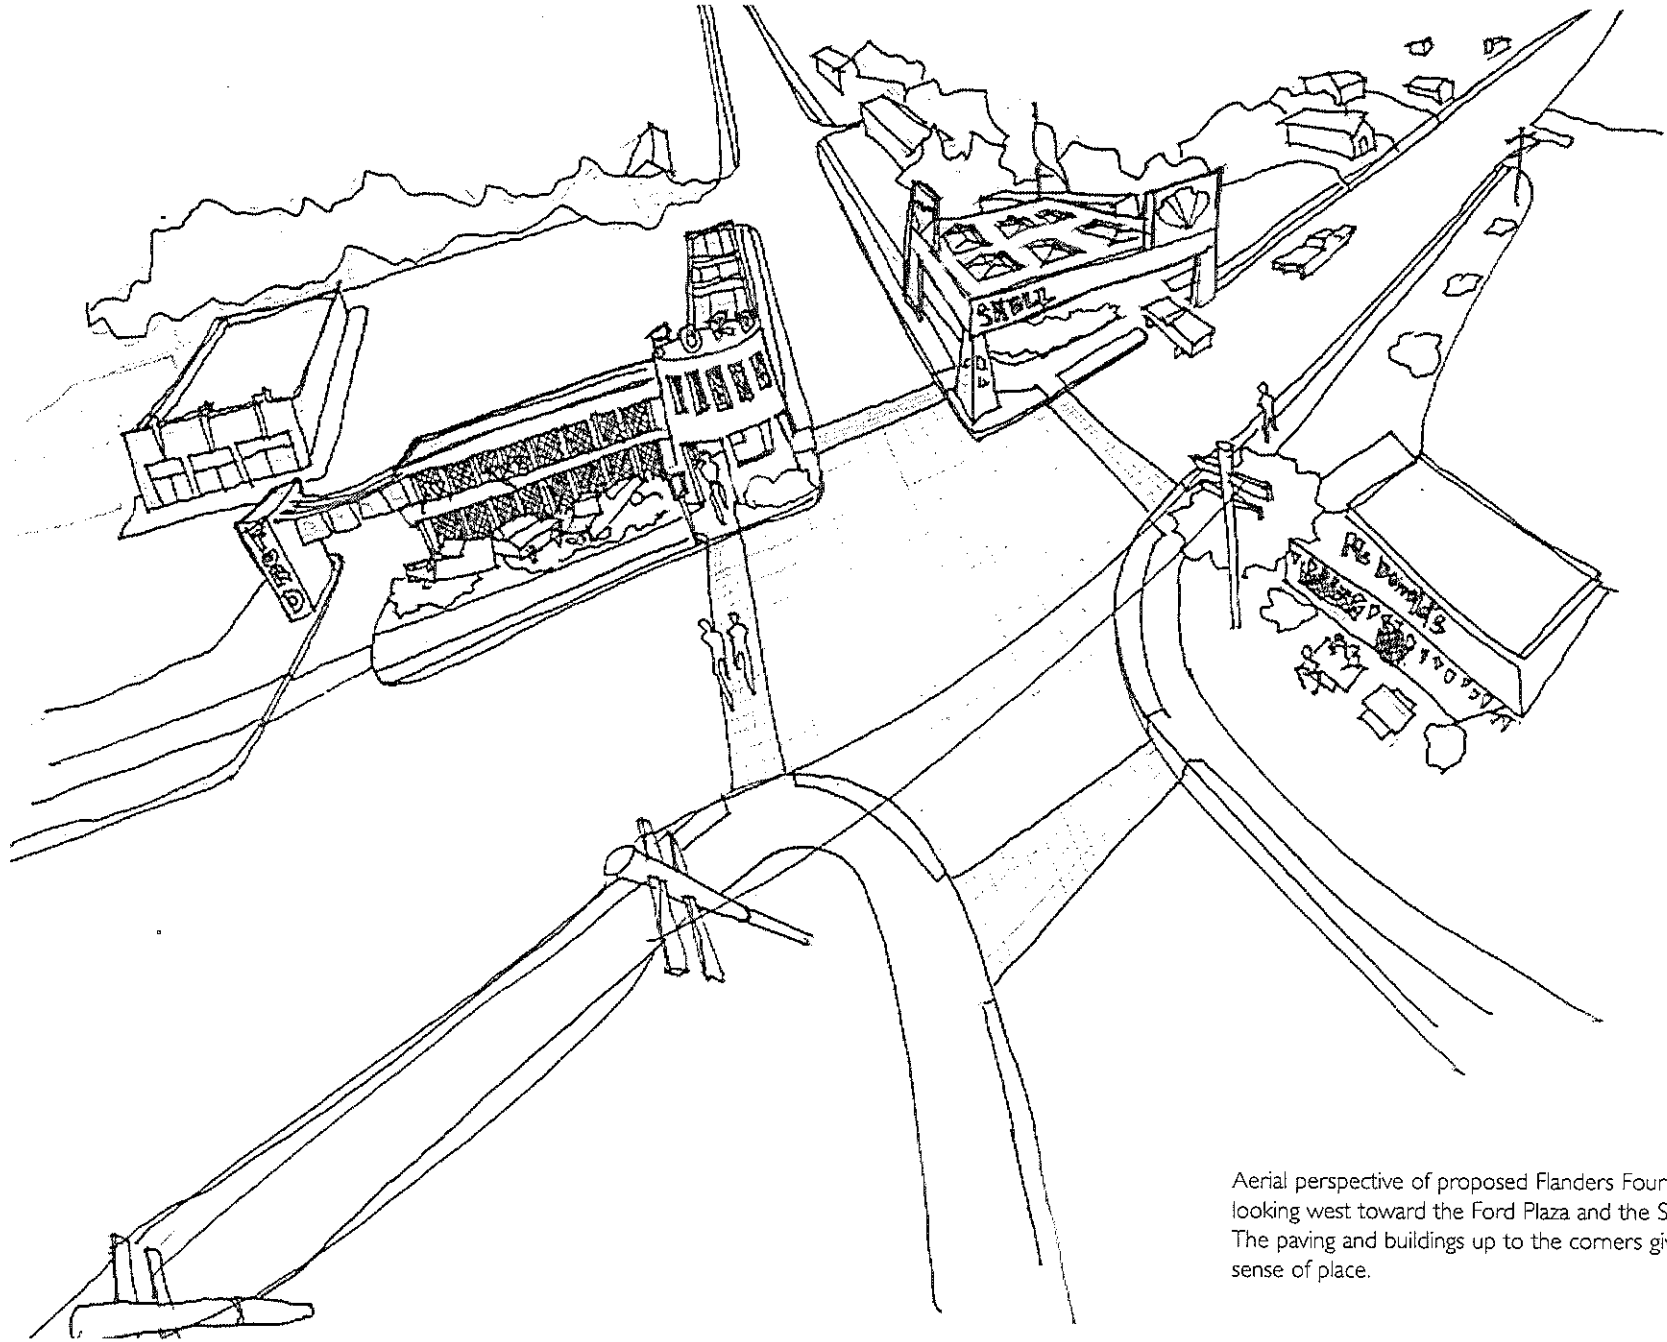 SHELL
Mc Donald's
Aerial perspective of proposed Flanders Four
looking west toward the Ford Plaza and the S
The paving and buildings up to the corners gi
sense of place.